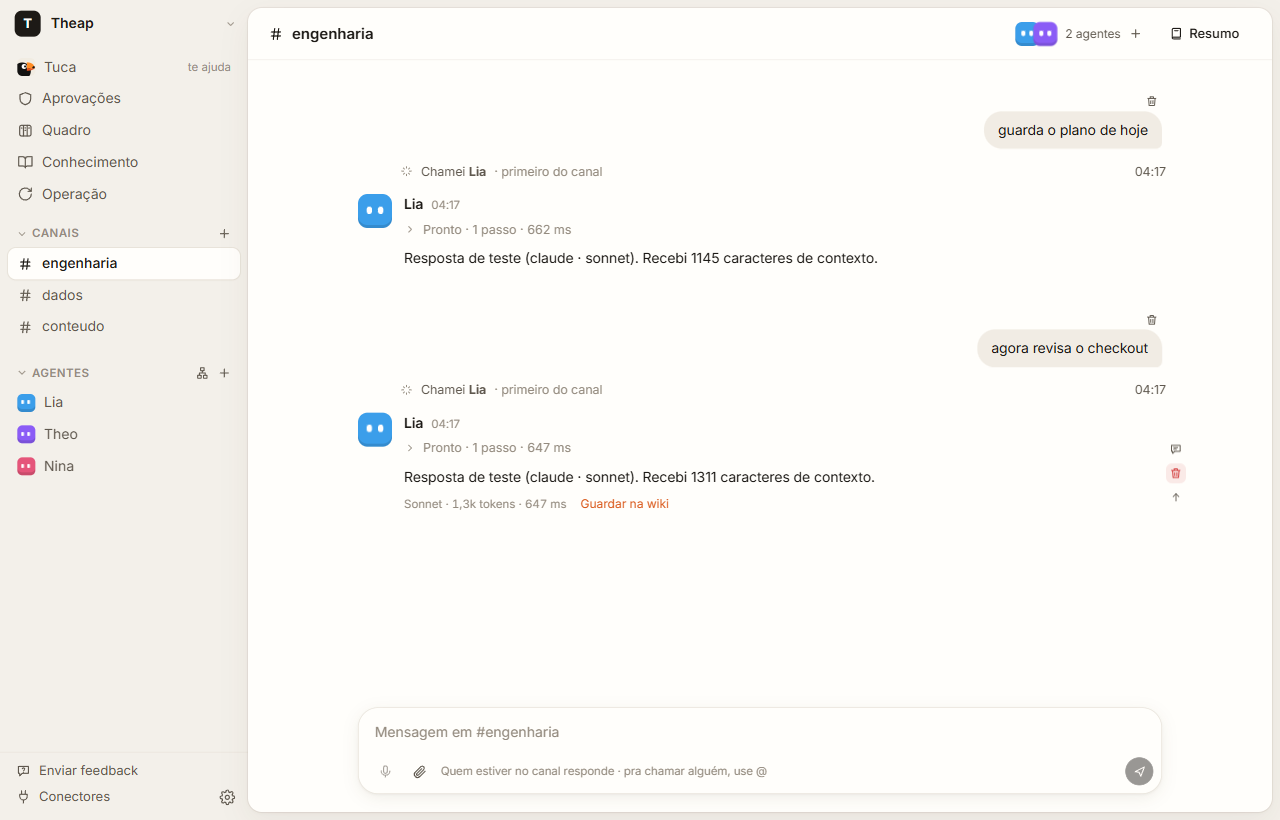 T Theap
Tuca te ajuda
Aprovações
Quadro
Conhecimento
Operação
CANAIS
# engenharia
# dados
# conteudo
AGENTES
Lia
Theo
Nina
Enviar feedback
Conectores
# engenharia
2 agentes +
Resumo
guarda o plano de hoje
Chamei Lia · primeiro do canal 04:17
Lia 04:17
Pronto · 1 passo · 662 ms
Resposta de teste (claude · sonnet). Recebi 1145 caracteres de contexto.
agora revisa o checkout
Chamei Lia · primeiro do canal 04:17
Lia 04:17
Pronto · 1 passo · 647 ms
Resposta de teste (claude · sonnet). Recebi 1311 caracteres de contexto.
Sonnet · 1,3k tokens · 647 ms Guardar na wiki
Mensagem em #engenharia
Quem estiver no canal responde · pra chamar alguém, use @